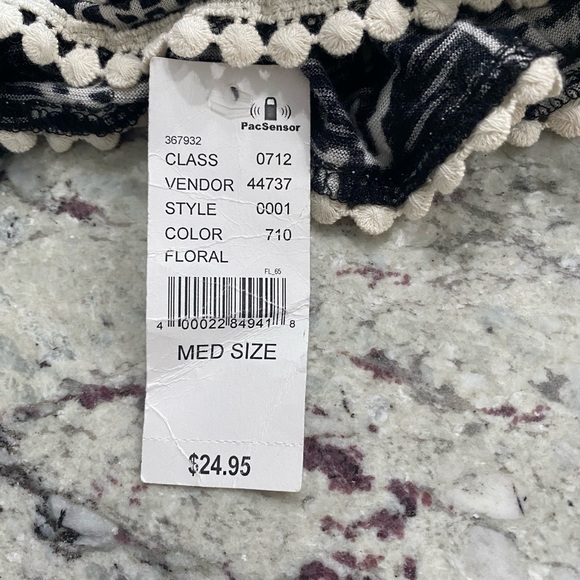 PacSensor
367932
CLASS 0712
VENDOR 44737
STYLE 0001
COLOR 710
FLORAL
FL_65
4 00022 84941 8
MED SIZE
$24.95